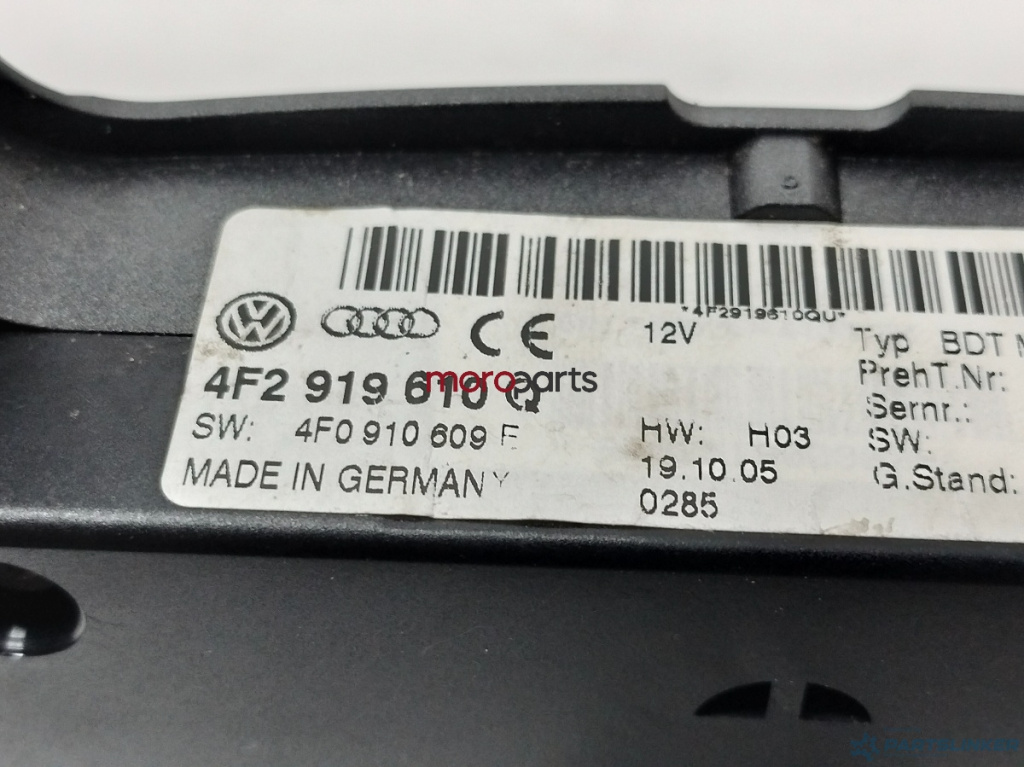 *4F2919610QU*
12V
Typ BDT
CE
PrehT.Nr:
4F2 919 610 Q
moroparts
Sernr.:
SW: 4F0 910 609 E
HW: H03
SW:
MADE IN GERMANY
19.10.05
G.Stand:
0285